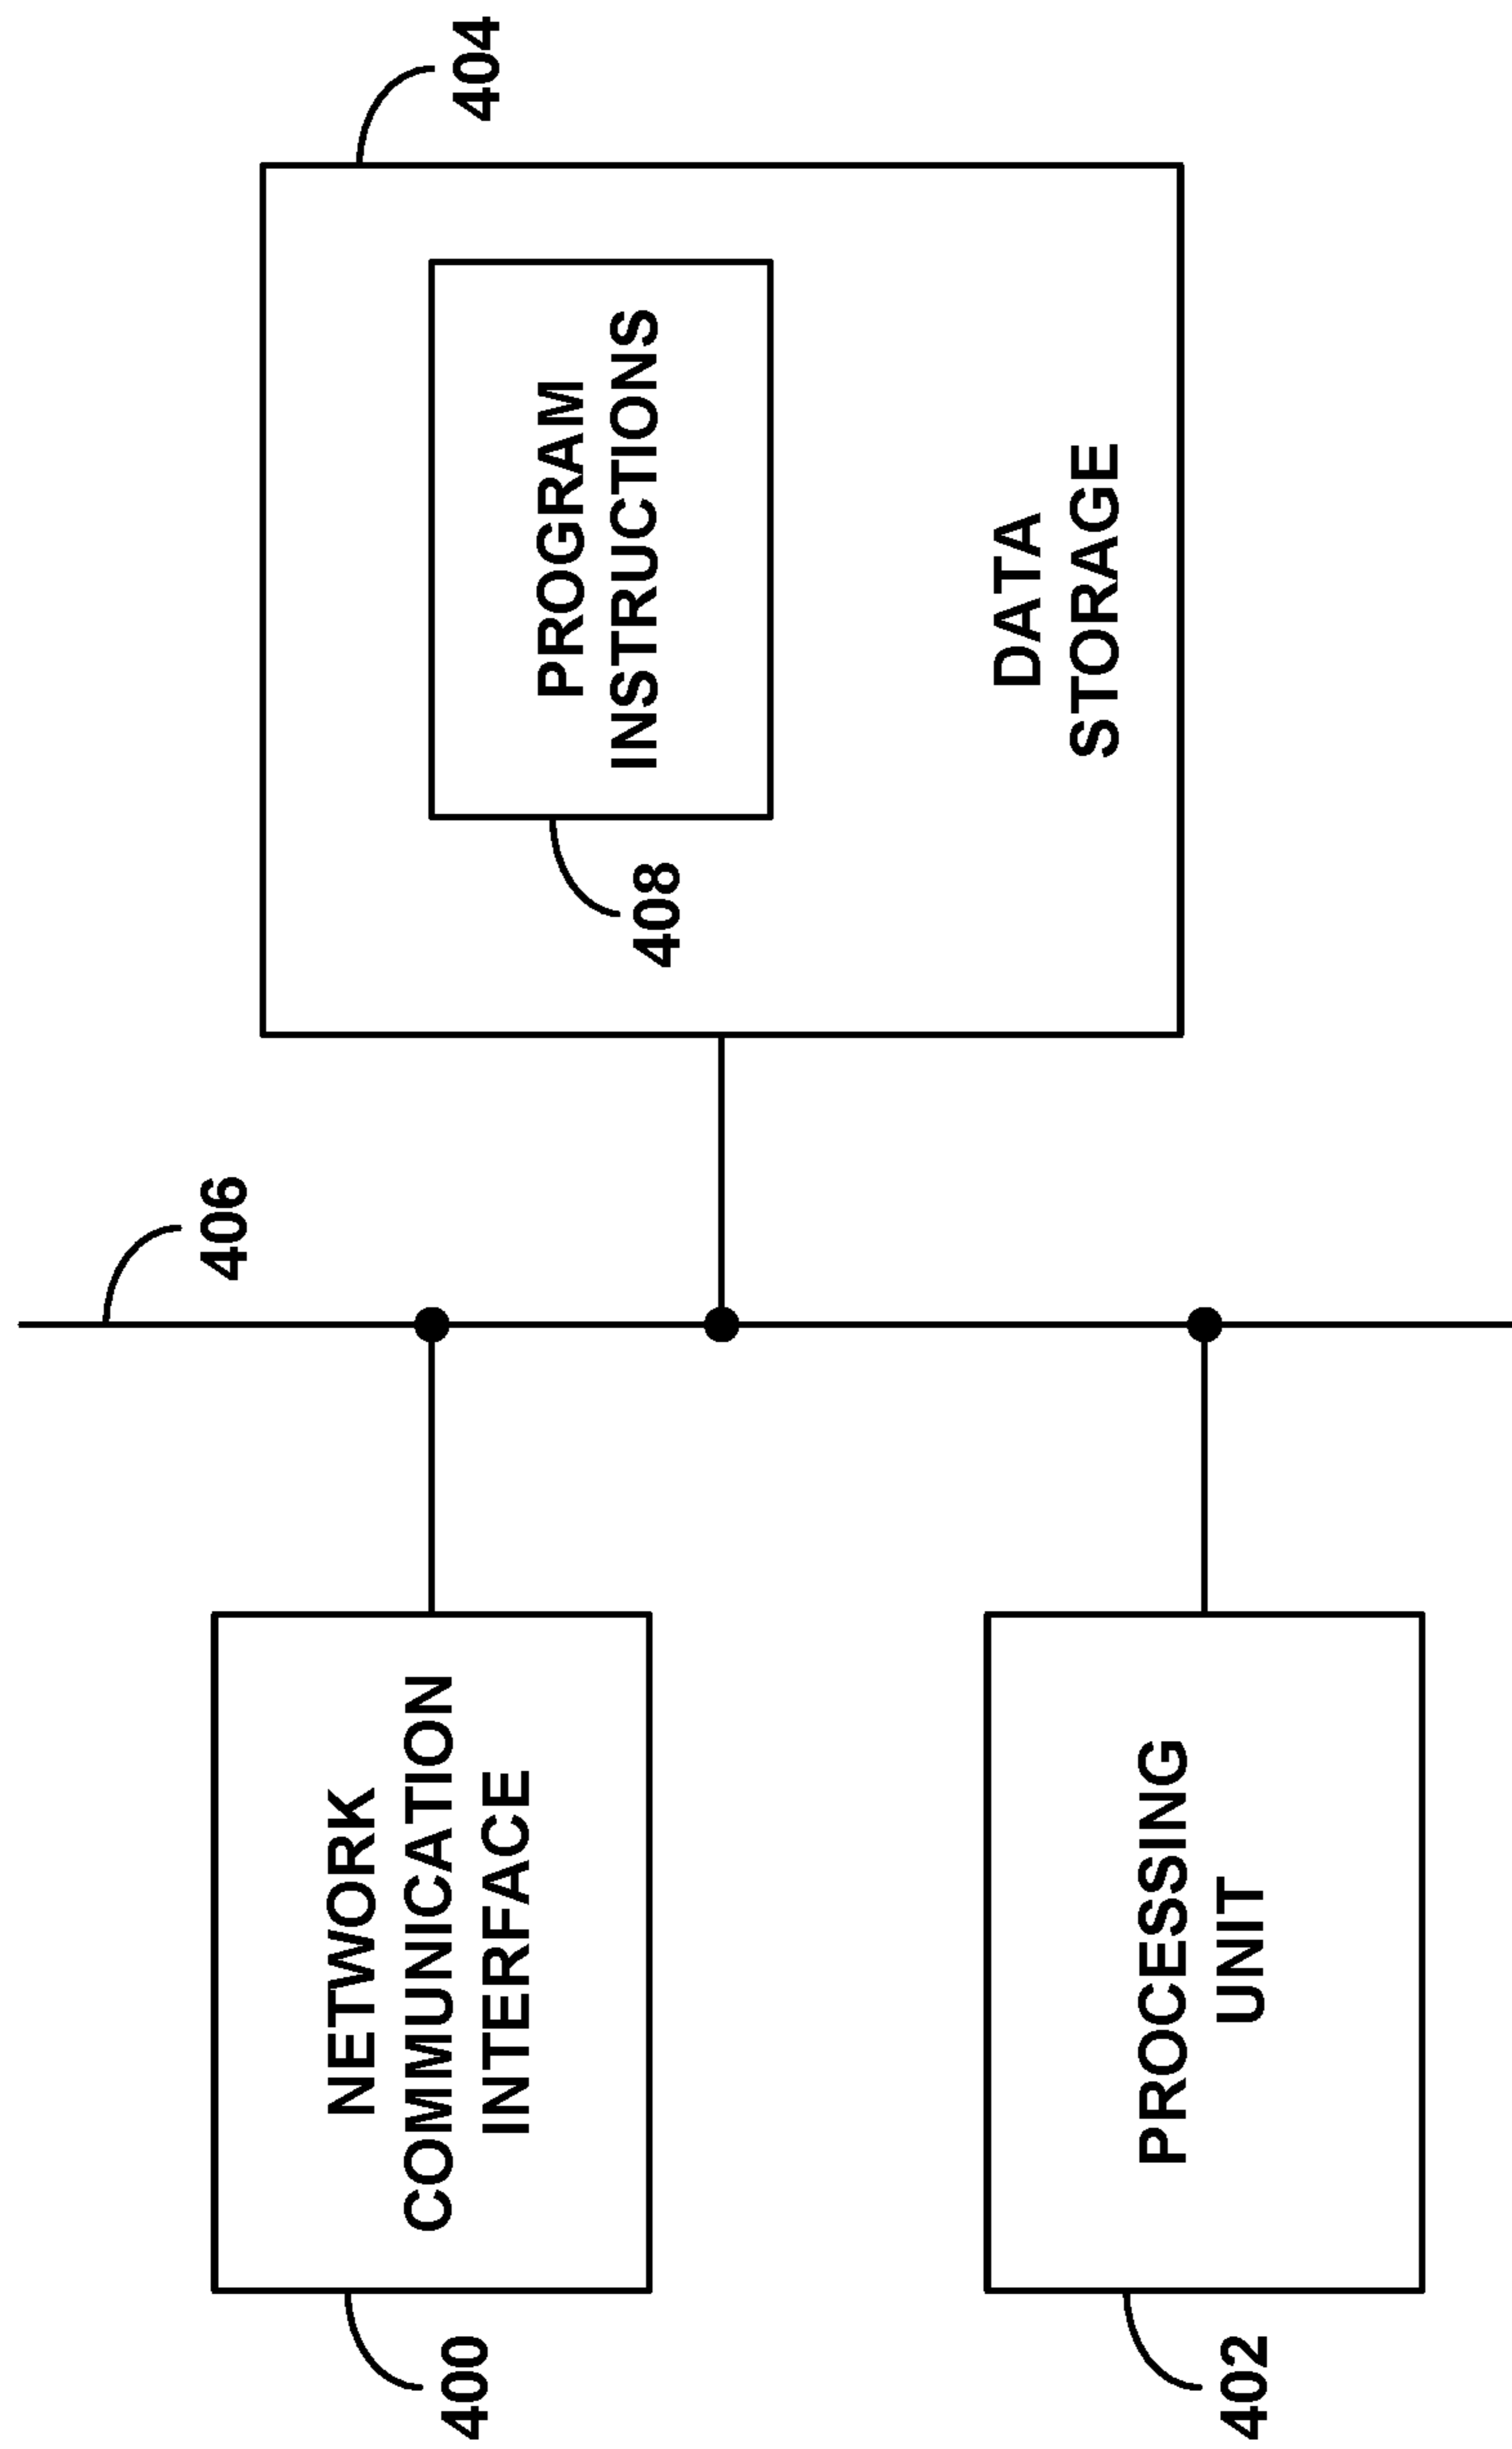 400
NETWORK
COMMUNICATION
INTERFACE
406
404
PROGRAM
INSTRUCTIONS
408
DATA
STORAGE
402
PROCESSING
UNIT